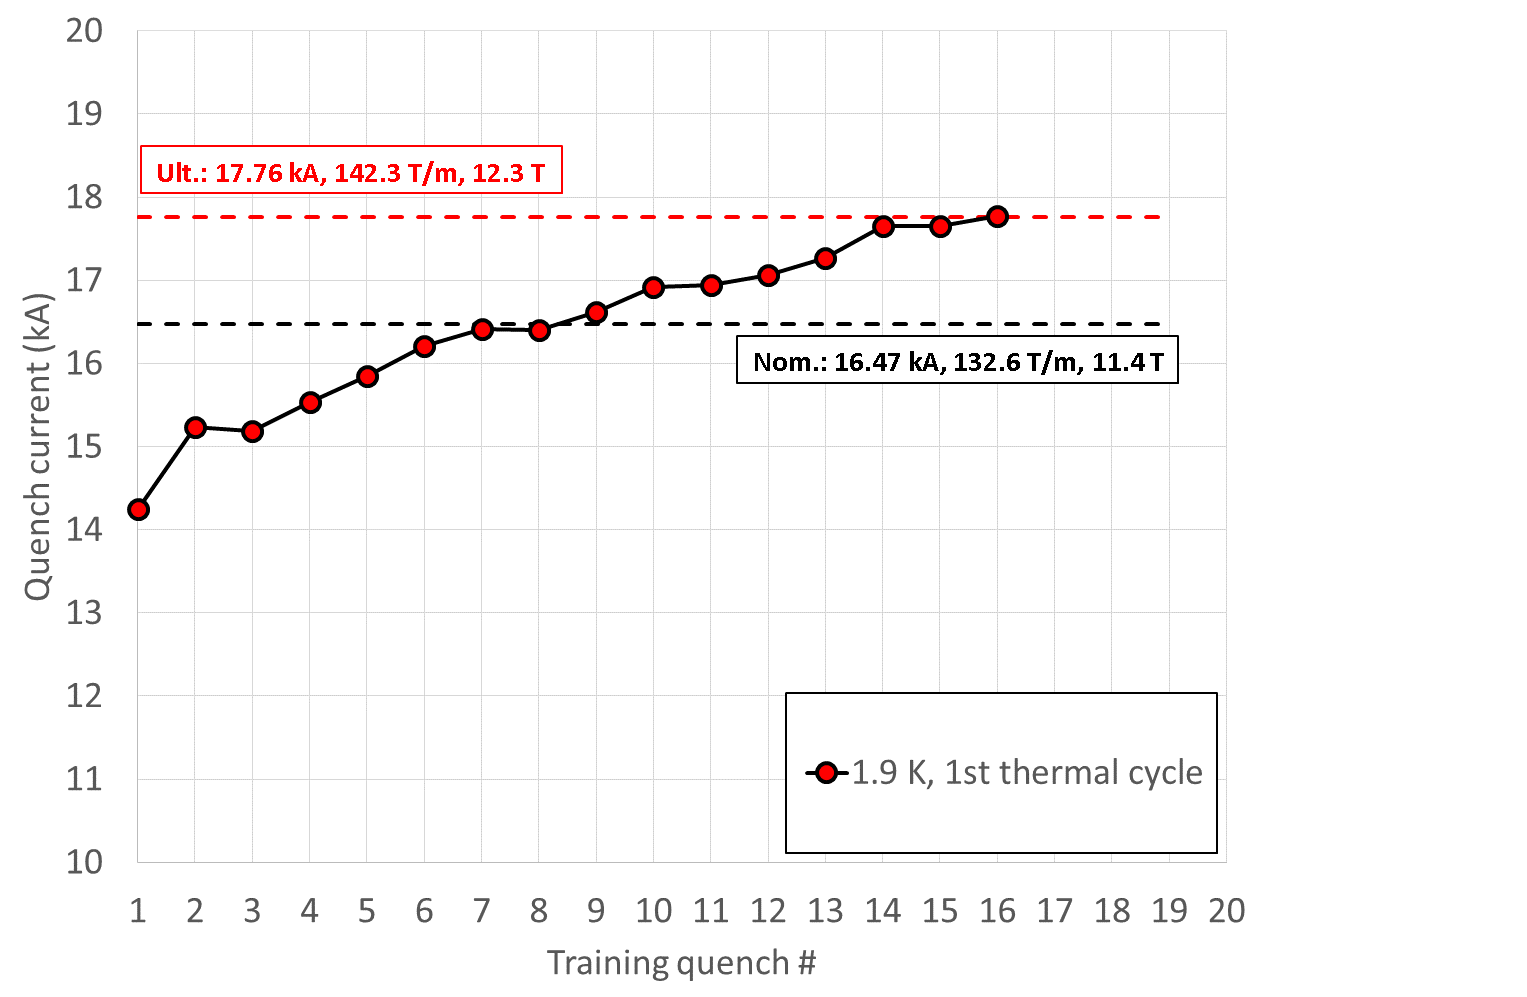 20
19
Ult.: 17.76 kA, 142.3 T/m, 12.3 T
18
17
Nom.: 16.47 kA, 132.6 T/m, 11.4 T
16
15
14
13
12
11
10
Quench current (kA)
1.9 K, 1st thermal cycle
1 2 3 4 5 6 7 8 9 10 11 12 13 14 15 16 17 18 19 20
Training quench #